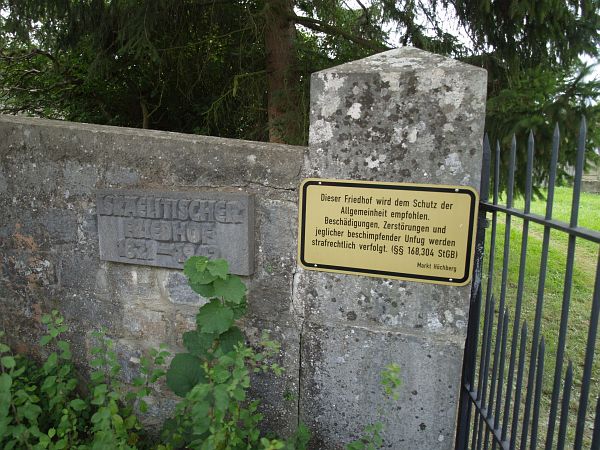 ISRAELITISCHER
FRIEDHOF
Dieser Friedhof wird dem Schutz der
Allgemeinheit empfohlen.
Beschädigungen, Zerstörungen und
jeglicher beschimpfender Unfug werden
strafrechtlich verfolgt. (§§ 168,304 StGB)
Markt Höchberg